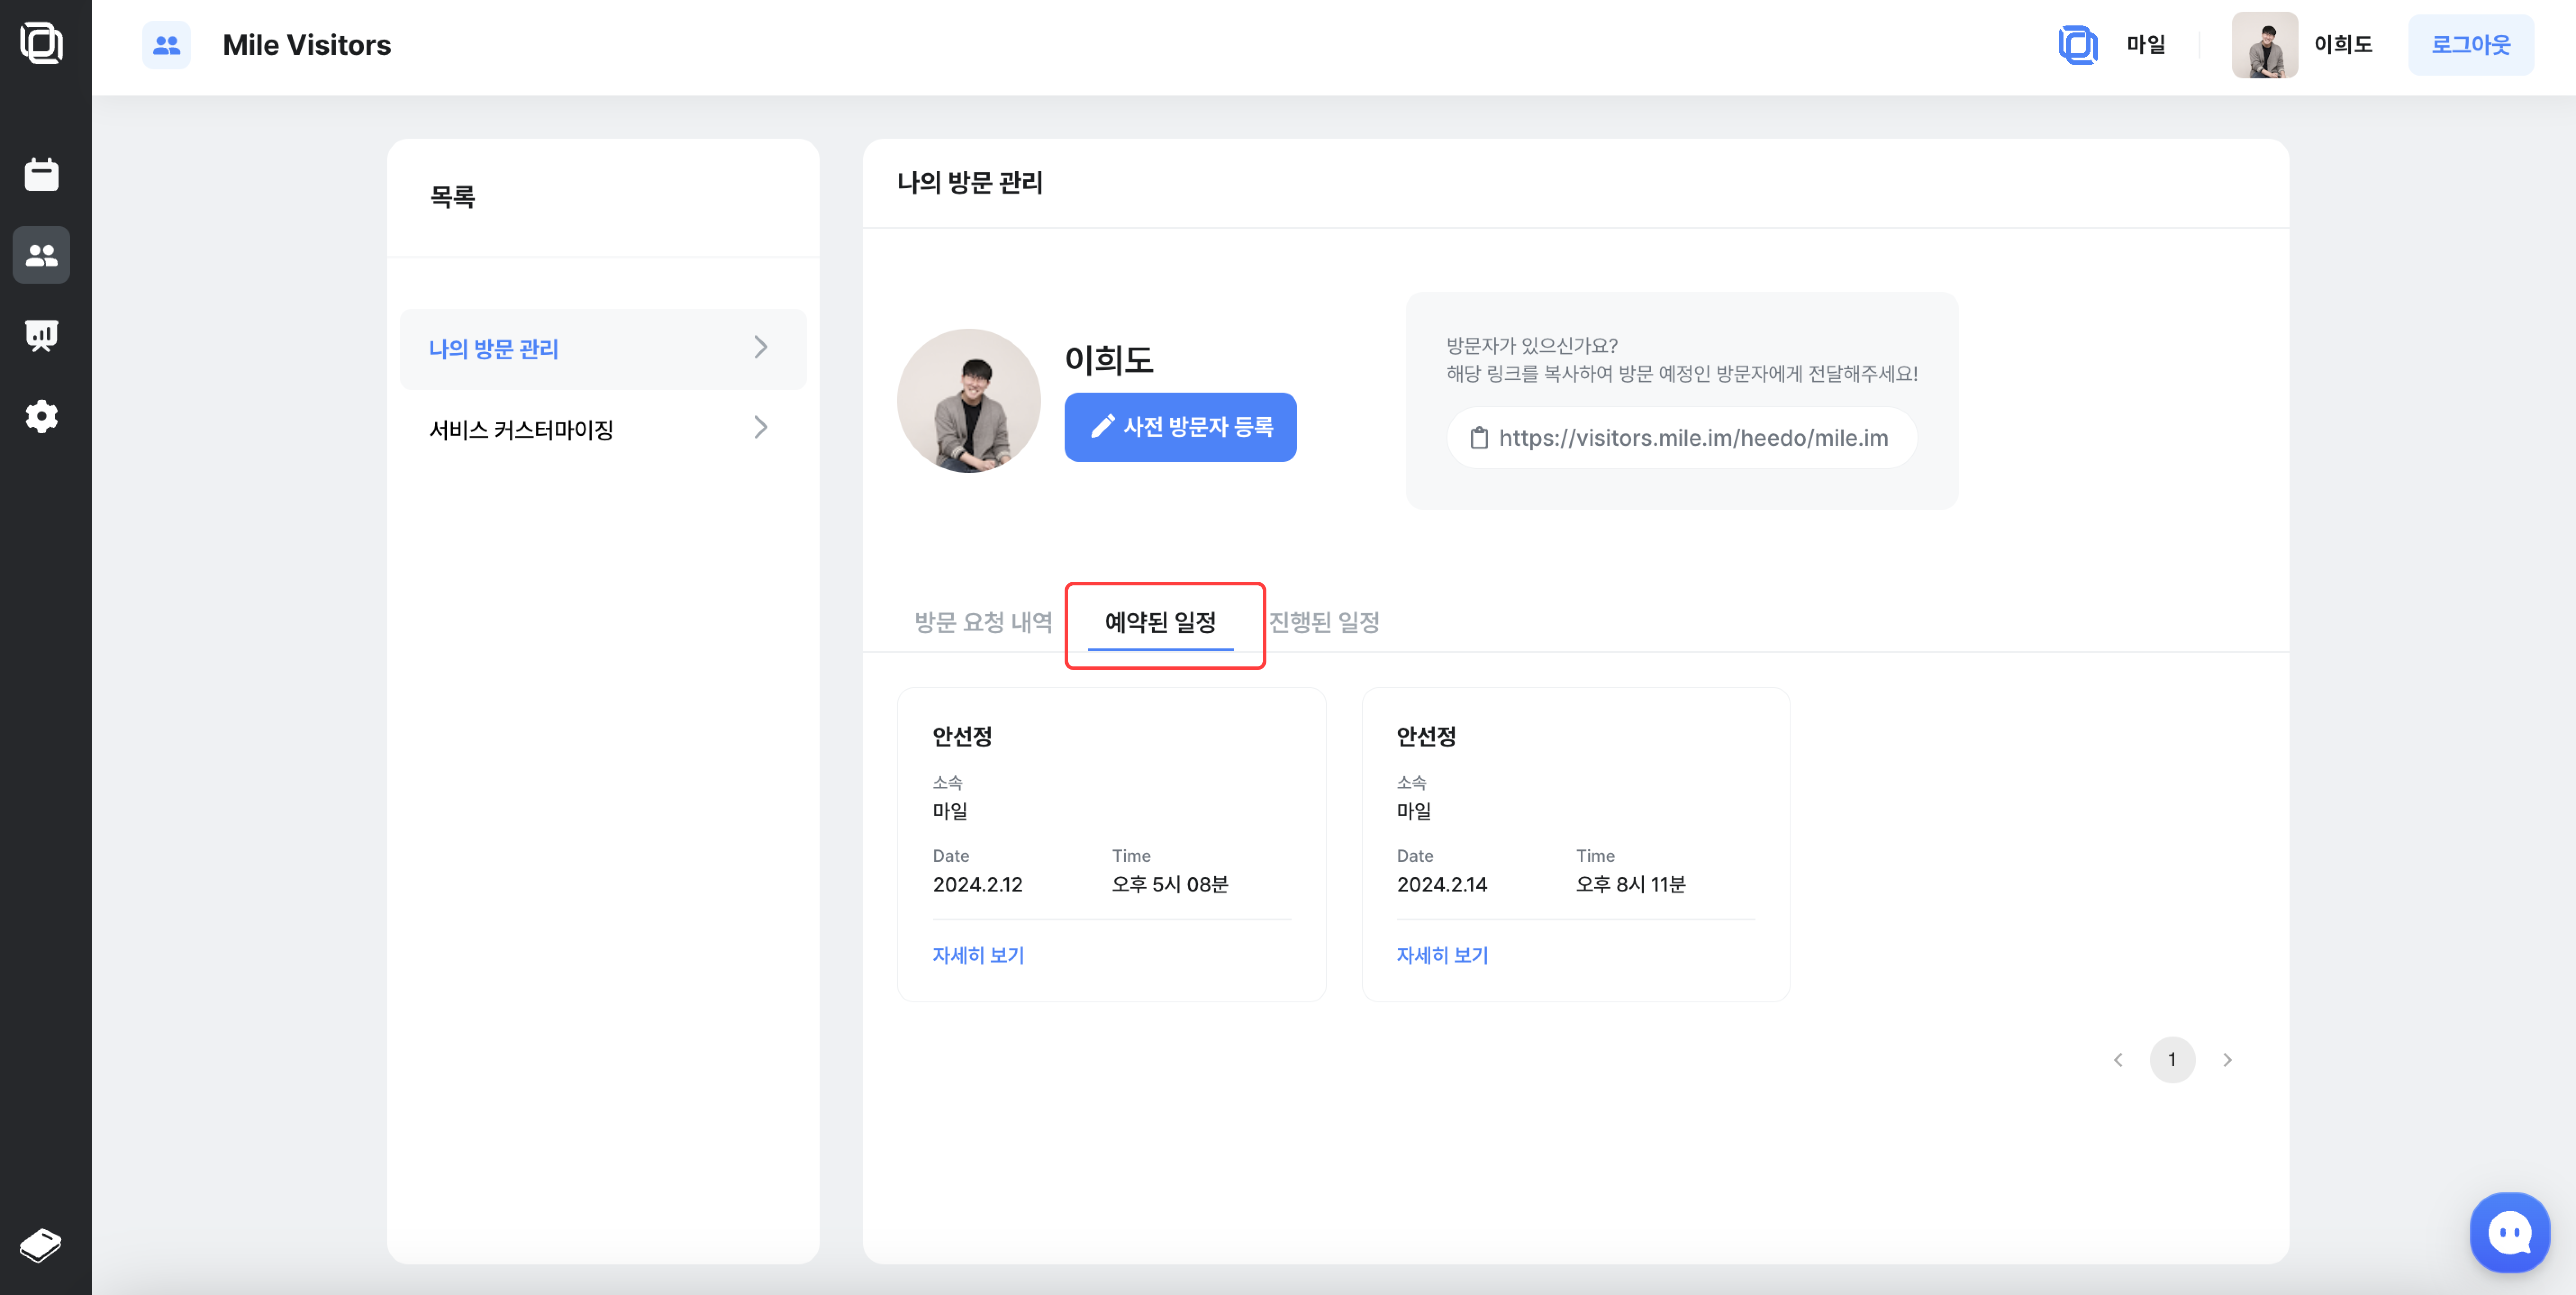 Mile Visitors
마일
이희도
로그아웃
목록
나의 방문 관리
서비스 커스터마이징
나의 방문 관리
이희도
사전 방문자 등록
방문자가 있으신가요?
해당 링크를 복사하여 방문 예정인 방문자에게 전달해주세요!
https://visitors.mile.im/heedo/mile.im
방문 요청 내역
예약된 일정
진행된 일정
안선정
소속
마일
Date
Time
2024.2.12
오후 5시 08분
자세히 보기
안선정
소속
마일
Date
Time
2024.2.14
오후 8시 11분
자세히 보기
1